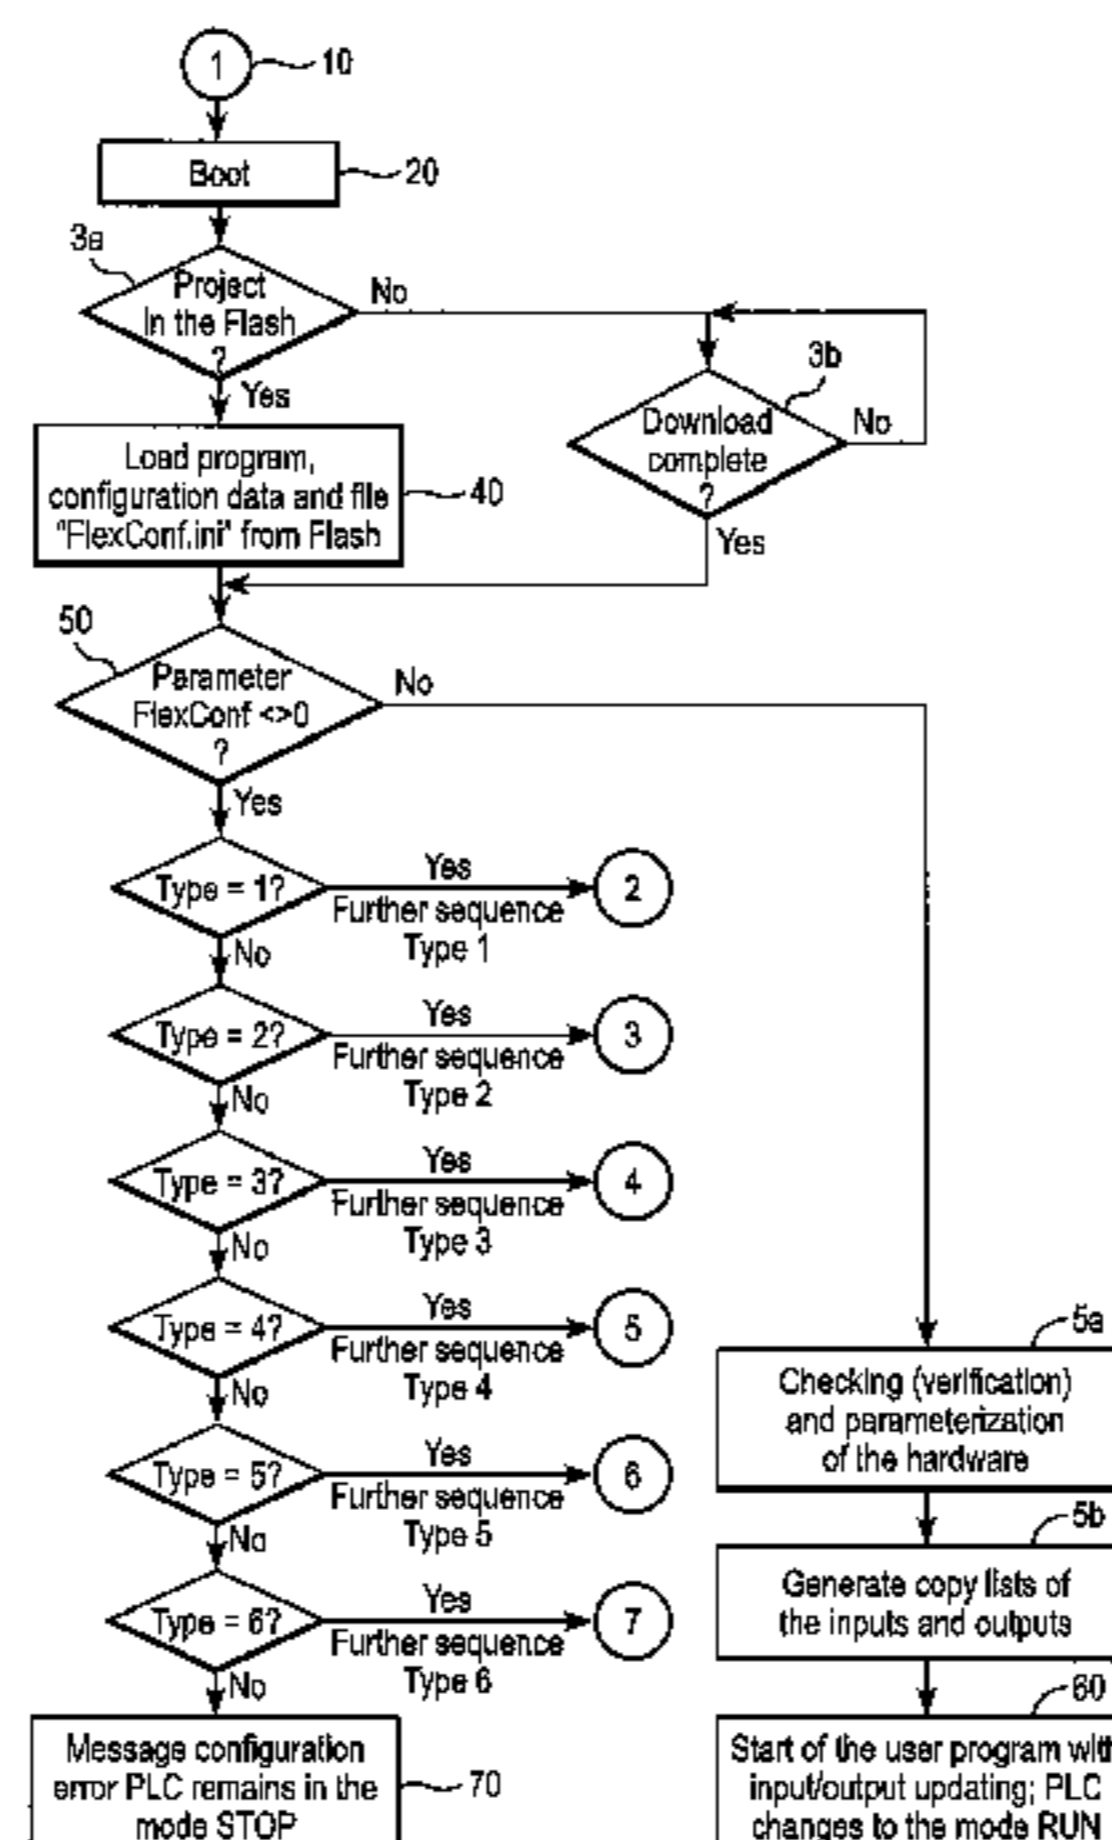 1
10
Boot
20
3a
Project
in the Flash
?
No
Yes
3b
Download
complete
?
No
Yes
Load program,
configuration data and file
"FlexConf.ini" from Flash
40
50
Parameter
FlexConf <>0
?
No
Yes
Type = 1?
Yes
Further sequence
Type 1
2
No
Type = 2?
Yes
Further sequence
Type 2
3
No
Type = 3?
Yes
Further sequence
Type 3
4
No
Type = 4?
Yes
Further sequence
Type 4
5
No
Type = 5?
Yes
Further sequence
Type 5
6
No
Type = 6?
Yes
Further sequence
Type 6
7
No
Message configuration
error PLC remains in the
mode STOP
70
5a
Checking (verification)
and parameterization
of the hardware
5b
Generate copy lists of
the inputs and outputs
60
Start of the user program with
input/output updating; PLC
changes to the mode RUN